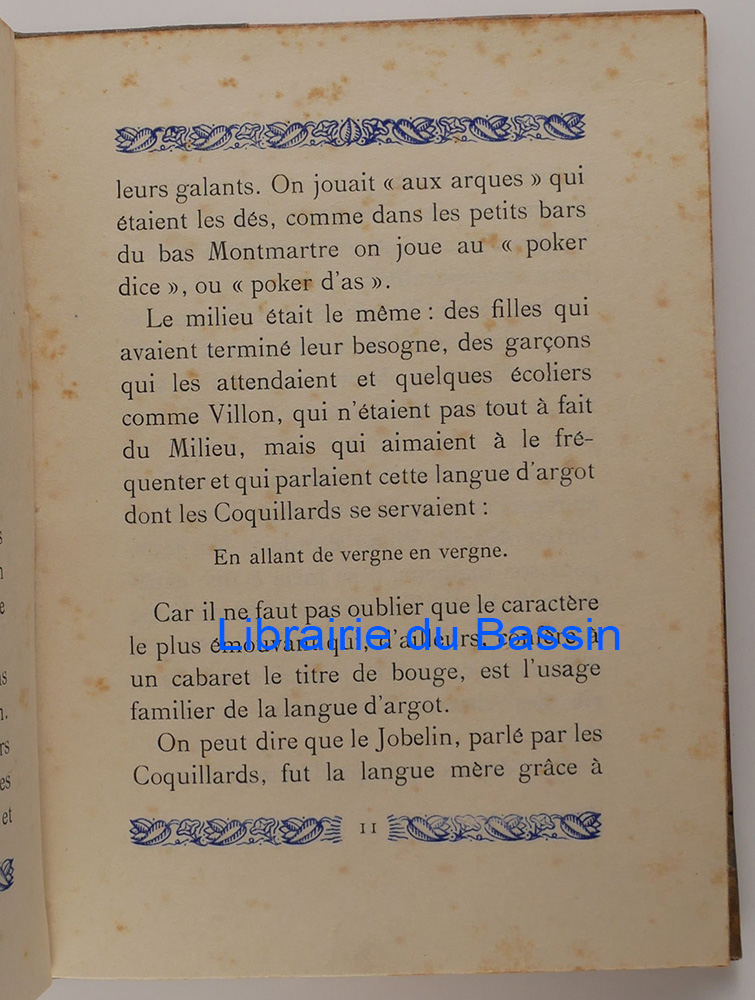 leurs galants. On jouait « aux arques » qui
étaient les dés, comme dans les petits bars
du bas Montmartre on joue au « poker
dice », ou « poker d'as ».
Le milieu était le même : des filles qui
avaient terminé leur besogne, des garçons
qui les attendaient et quelques écoliers
comme Villon, qui n'étaient pas tout à fait
du Milieu, mais qui aimaient à le fré-
quenter et qui parlaient cette langue d'argot
dont les Coquillards se servaient :
En allant de vergne en vergne.
Car il ne faut pas oublier que le caractère
Librairie du Bassin
le plus émouvant qui, d'ailleurs, confère à
un cabaret le titre de bouge, est l'usage
familier de la langue d'argot.
On peut dire que le Jobelin, parlé par les
Coquillards, fut la langue mère grâce à
11